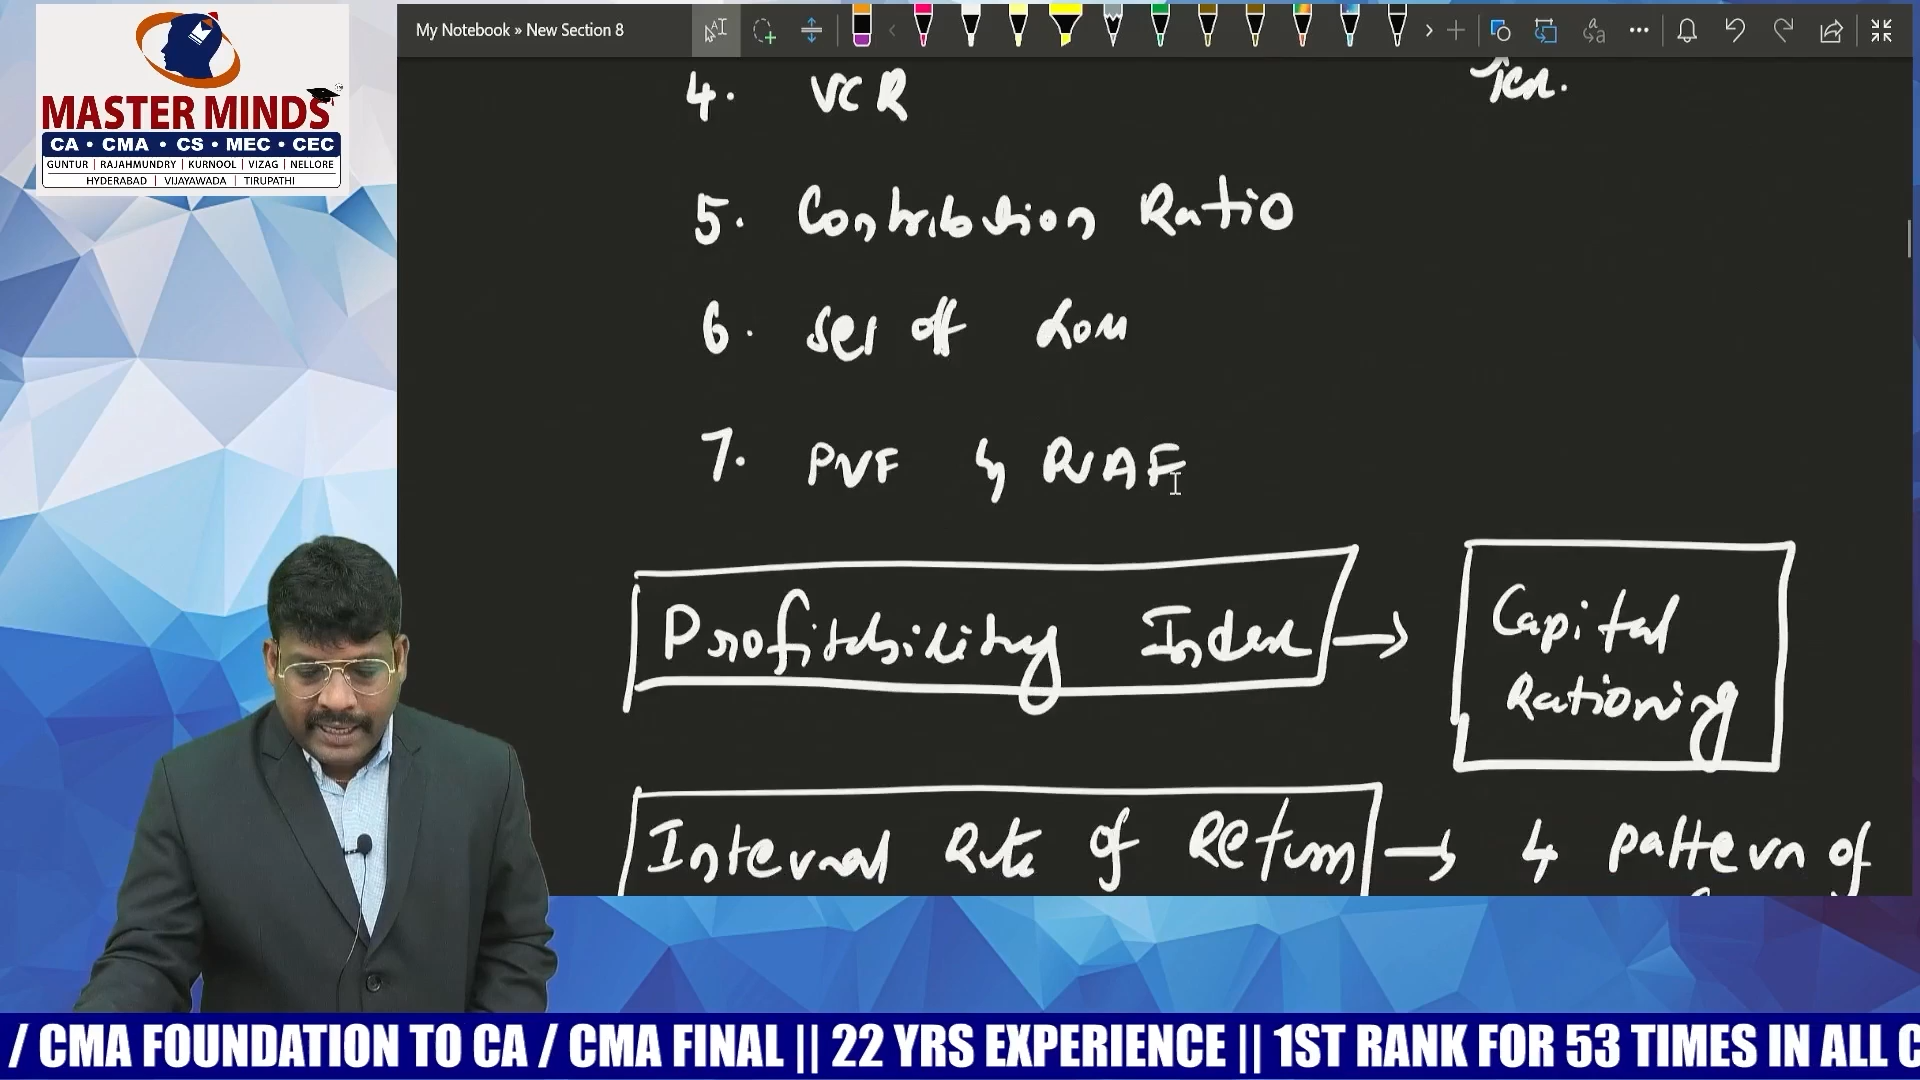 MASTER MINDS
CA • CMA • CS • MEC • CEC
GUNTUR | RAJAHMUNDRY | KURNOOL | VIZAG | NELLORE
HYDERABAD | VIJAYAWADA | TIRUPATHI
My Notebook » New Section 8
4. VCR
5. Contribution Ratio
6. Set off Loss
7. PVF & PVAF
Profitability Index → Capital Rationing
Internal Rate of Return → 4 pattern of
/ CMA FOUNDATION TO CA / CMA FINAL || 22 YRS EXPERIENCE || 1ST RANK FOR 53 TIMES IN ALL C